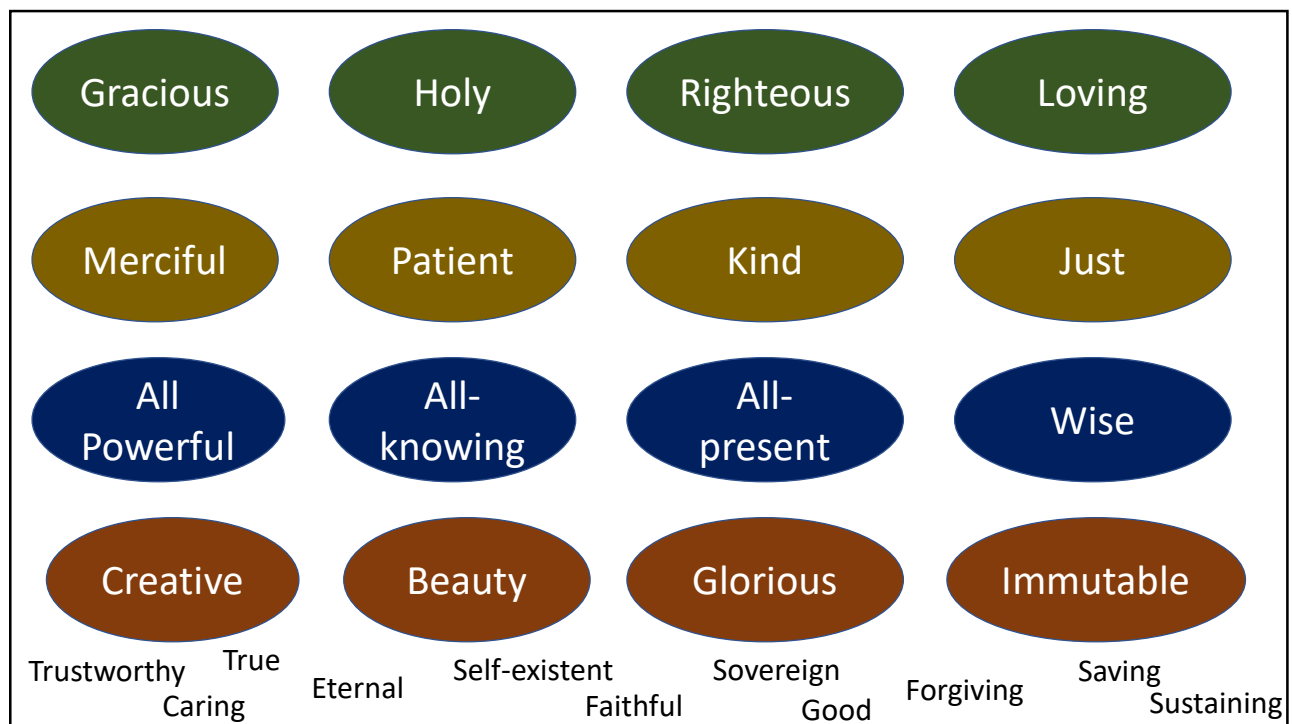 Gracious
Holy
Righteous
Loving
Merciful
Patient
Kind
Just
All
Powerful
All-
knowing
All-
present
Wise
Creative
Beauty
Glorious
Immutable
Trustworthy
True
Caring
Eternal
Self-existent
Faithful
Sovereign
Good
Forgiving
Saving
Sustaining